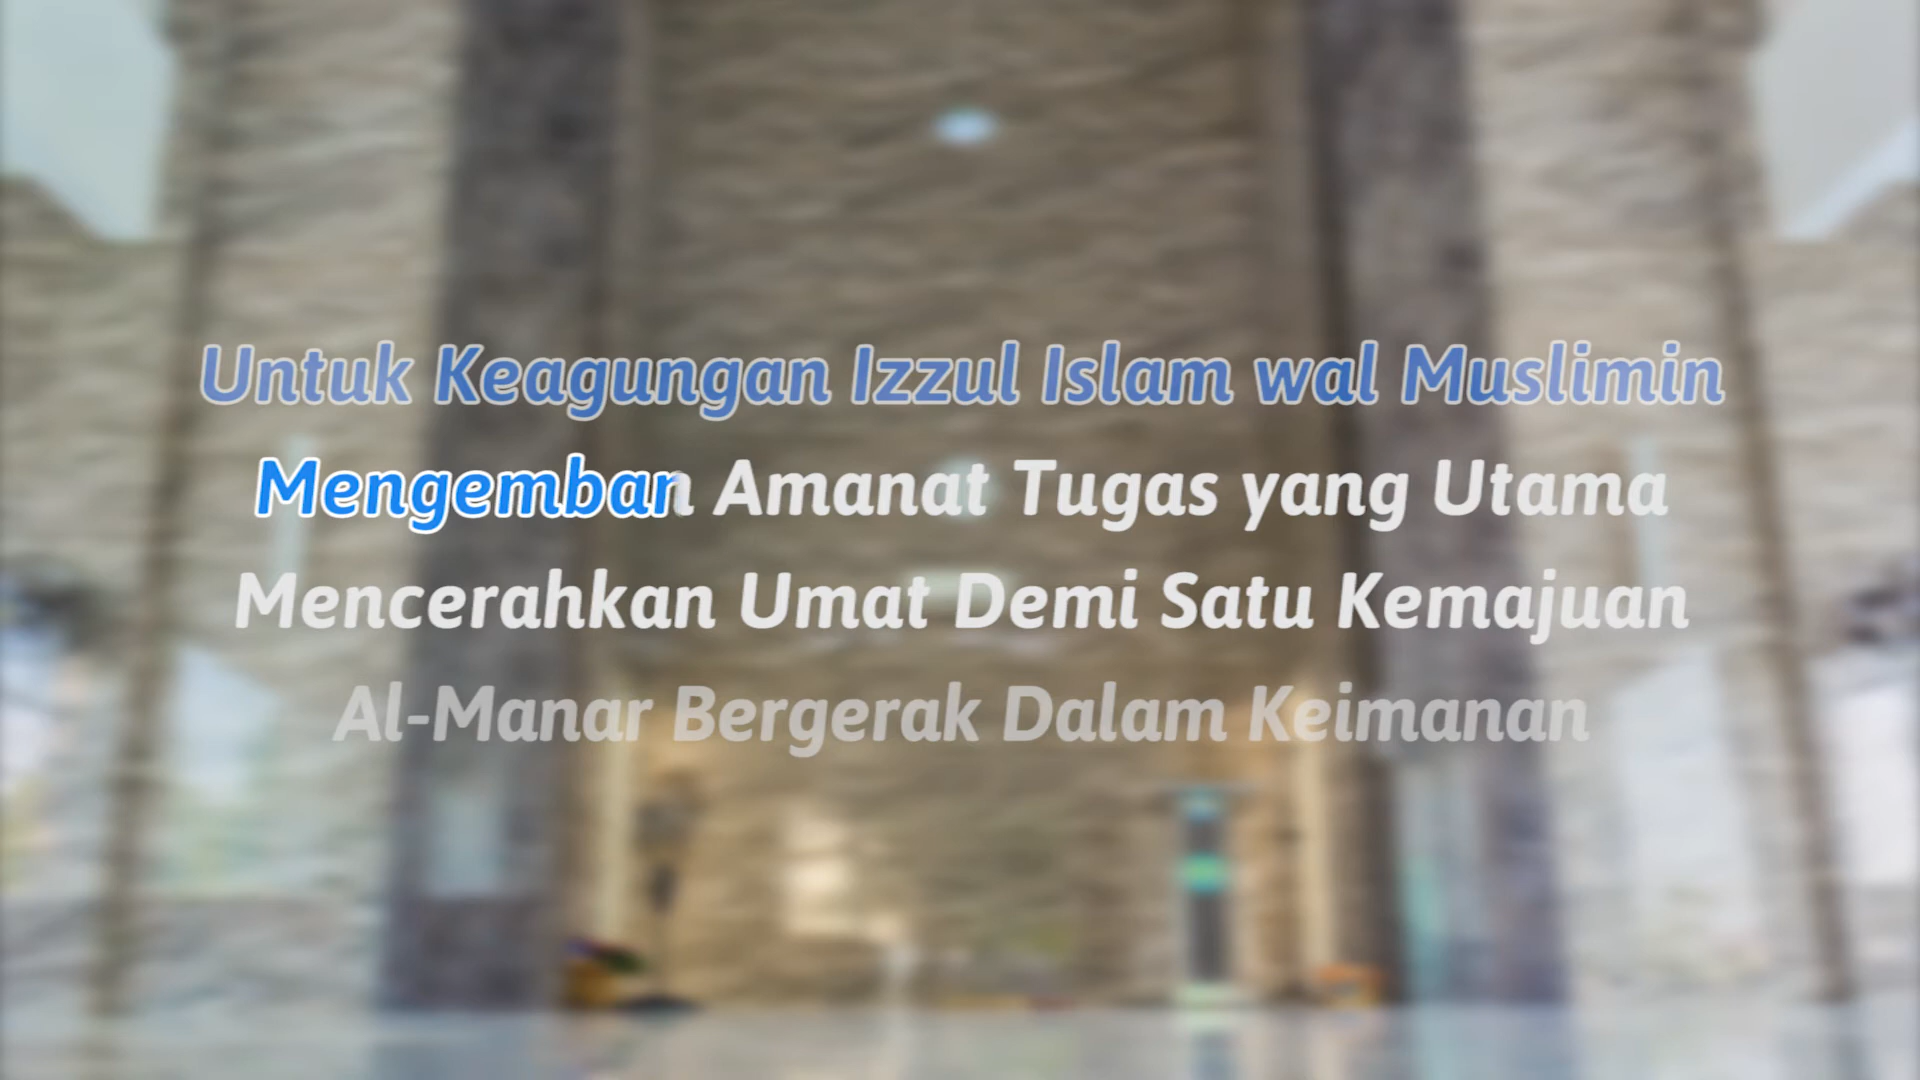 Untuk Keagungan Izzul Islam wal Muslimin
Mengemban Amanat Tugas yang Utama
Mencerahkan Umat Demi Satu Kemajuan
Al-Manar Bergerak Dalam Keimanan